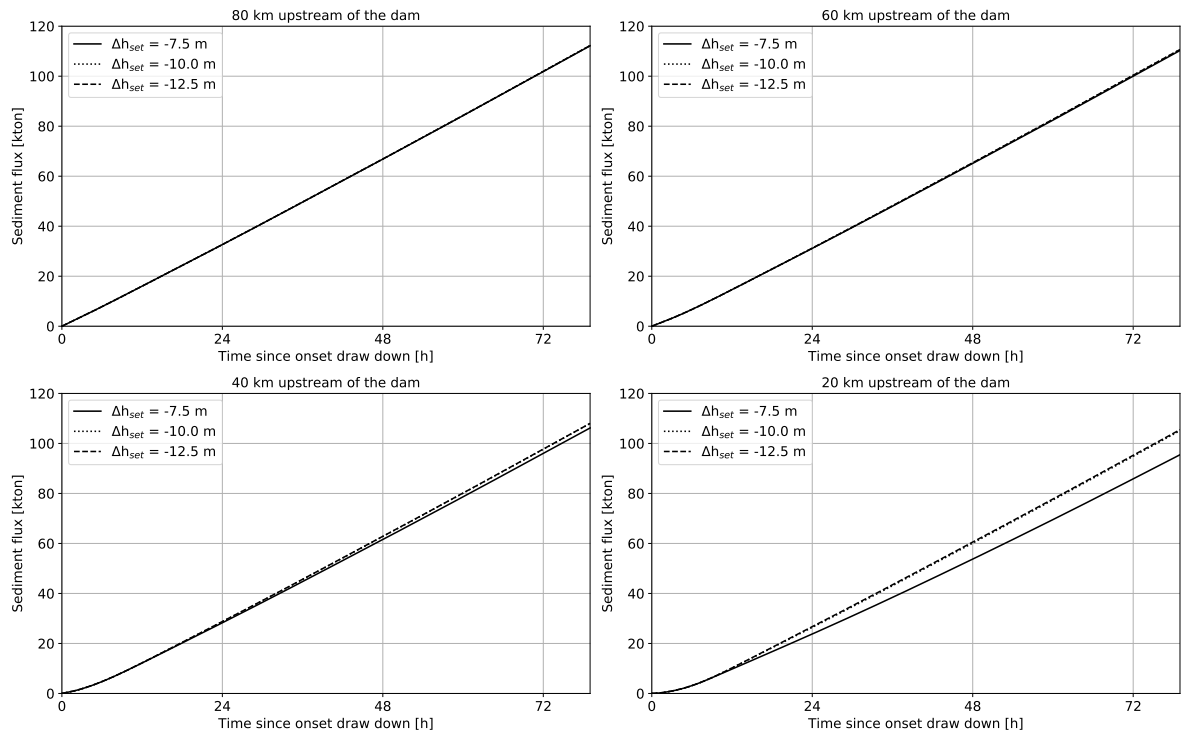 80 km upstream of the dam
Δh_set = -7.5 m
Δh_set = -10.0 m
Δh_set = -12.5 m
Sediment flux [kton]
120
100
80
60
40
20
0
0 24 48 72
Time since onset draw down [h]
60 km upstream of the dam
Δh_set = -7.5 m
Δh_set = -10.0 m
Δh_set = -12.5 m
Sediment flux [kton]
120
100
80
60
40
20
0
0 24 48 72
Time since onset draw down [h]
40 km upstream of the dam
Δh_set = -7.5 m
Δh_set = -10.0 m
Δh_set = -12.5 m
Sediment flux [kton]
120
100
80
60
40
20
0
0 24 48 72
Time since onset draw down [h]
20 km upstream of the dam
Δh_set = -7.5 m
Δh_set = -10.0 m
Δh_set = -12.5 m
Sediment flux [kton]
120
100
80
60
40
20
0
0 24 48 72
Time since onset draw down [h]